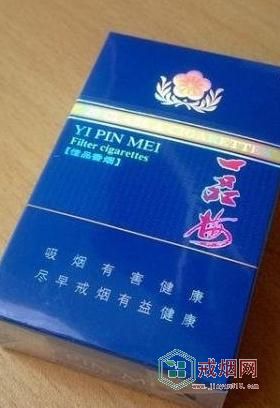 YI PIN MEI
Filter cigarettes
【佳品香烟】
一品梅
吸烟有害健康
尽早戒烟有益健康
戒烟网